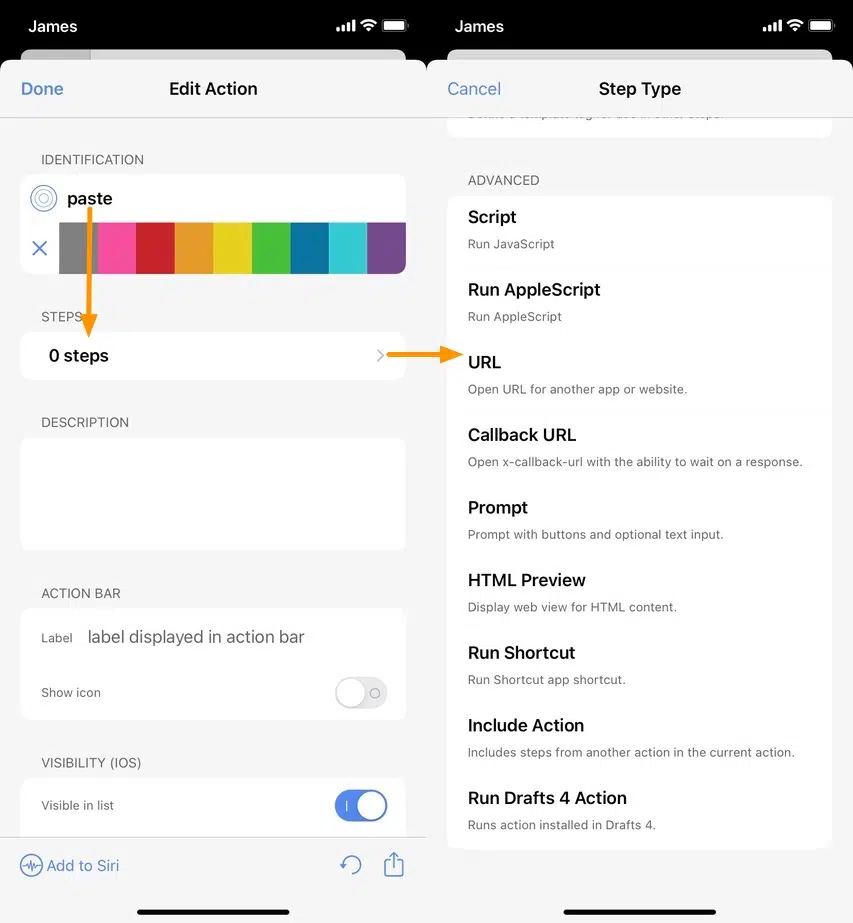 James
Done
Edit Action
IDENTIFICATION
paste
STEPS
0 steps
DESCRIPTION
ACTION BAR
Label label displayed in action bar
Show icon
VISIBILITY (IOS)
Visible in list
Add to Siri
James
Cancel
Step Type
ADVANCED
Script
Run JavaScript
Run AppleScript
Run AppleScript
URL
Open URL for another app or website.
Callback URL
Open x-callback-url with the ability to wait on a response.
Prompt
Prompt with buttons and optional text input.
HTML Preview
Display web view for HTML content.
Run Shortcut
Run Shortcut app shortcut.
Include Action
Includes steps from another action in the current action.
Run Drafts 4 Action
Runs action installed in Drafts 4.